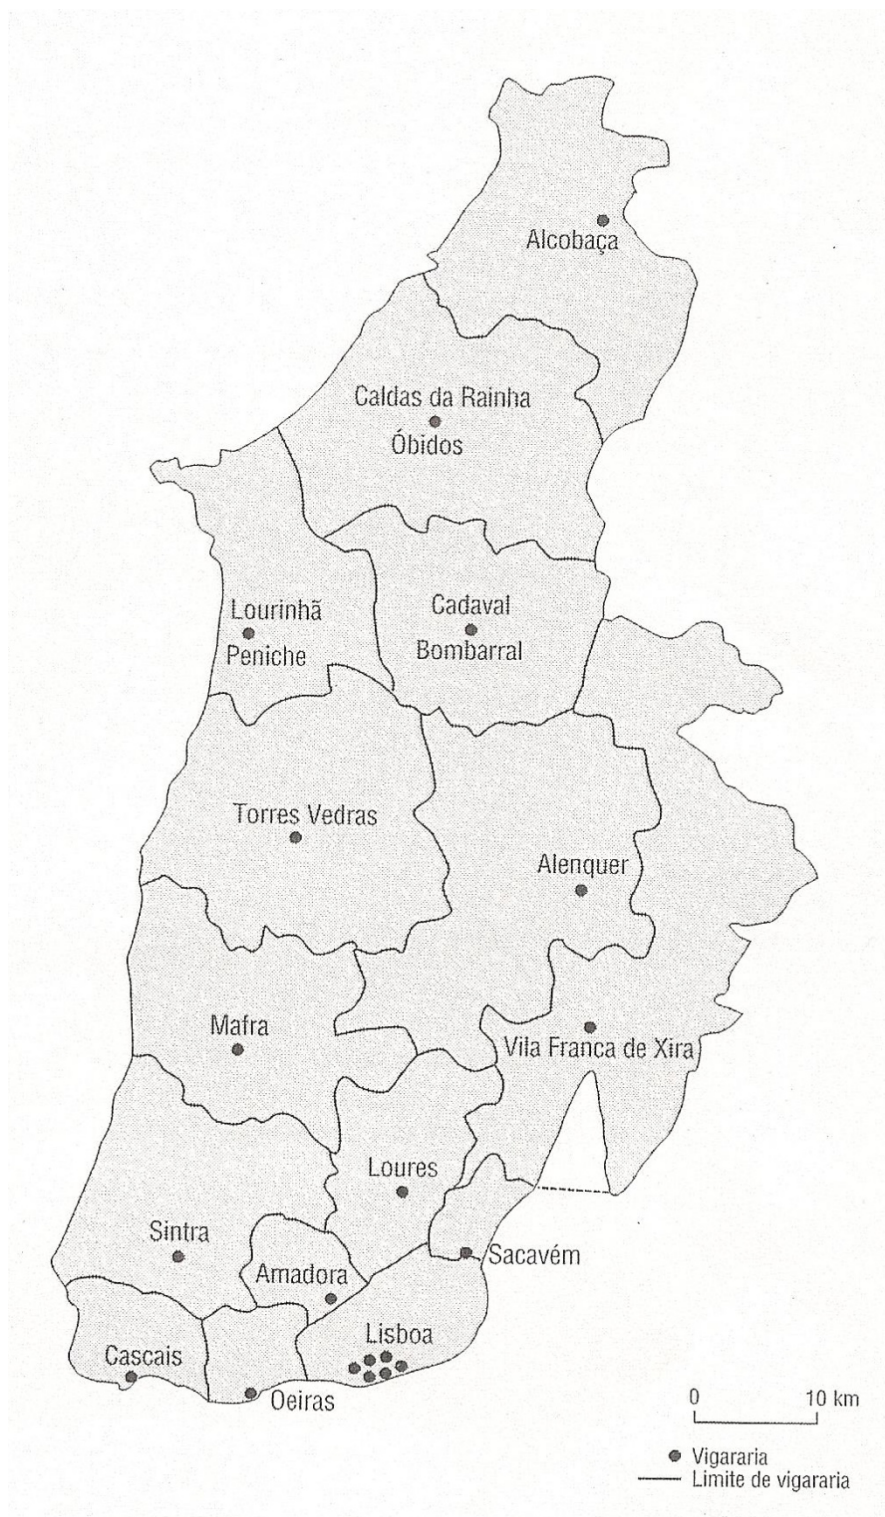 Alcobaça
Caldas da Rainha
Óbidos
Lourinhã
Peniche
Cadaval
Bombarral
Torres Vedras
Alenquer
Mafra
Vila Franca de Xira
Loures
Sintra
Sacavém
Amadora
Lisboa
Cascais
Oeiras
0 10 km
Vigararia
Limite de vigararia